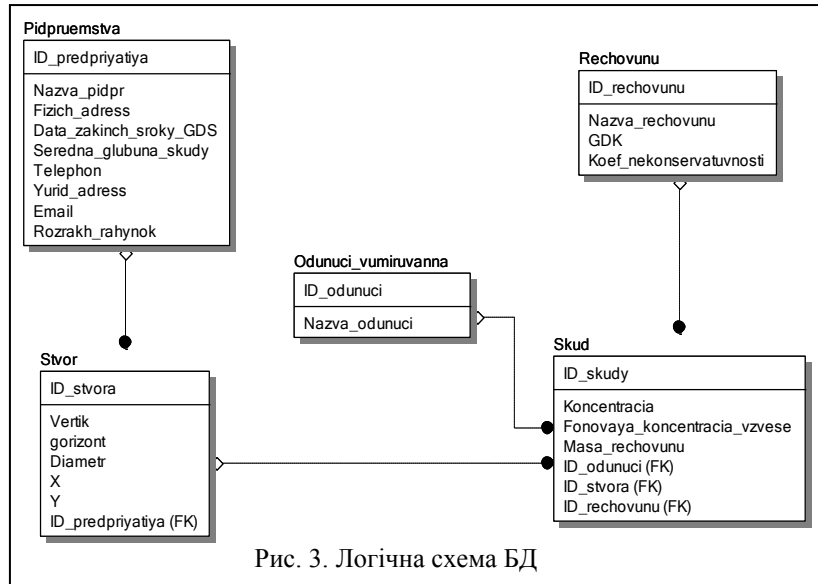 Pidpruemstva
ID_predpriyatiya
Nazva_pidpr
Fizich_adress
Data_zakinch_sroky_GDS
Seredna_glubuna_skudy
Telephon
Yurid_adress
Email
Rozrakh_rahynok
Rechovunu
ID_rechovunu
Nazva_rechovunu
GDK
Koef_nekonservatuvnosti
Odunuci_vumiruvanna
ID_odunuci
Nazva_odunuci
Stvor
ID_stvora
Vertik
gorizont
Diametr
X
Y
ID_predpriyatiya (FK)
Skud
ID_skudy
Koncentracia
Fonovaya_koncentracia_vzvese
Masa_rechovunu
ID_odunuci (FK)
ID_stvora (FK)
ID_rechovunu (FK)
Рис. 3. Логічна схема БД